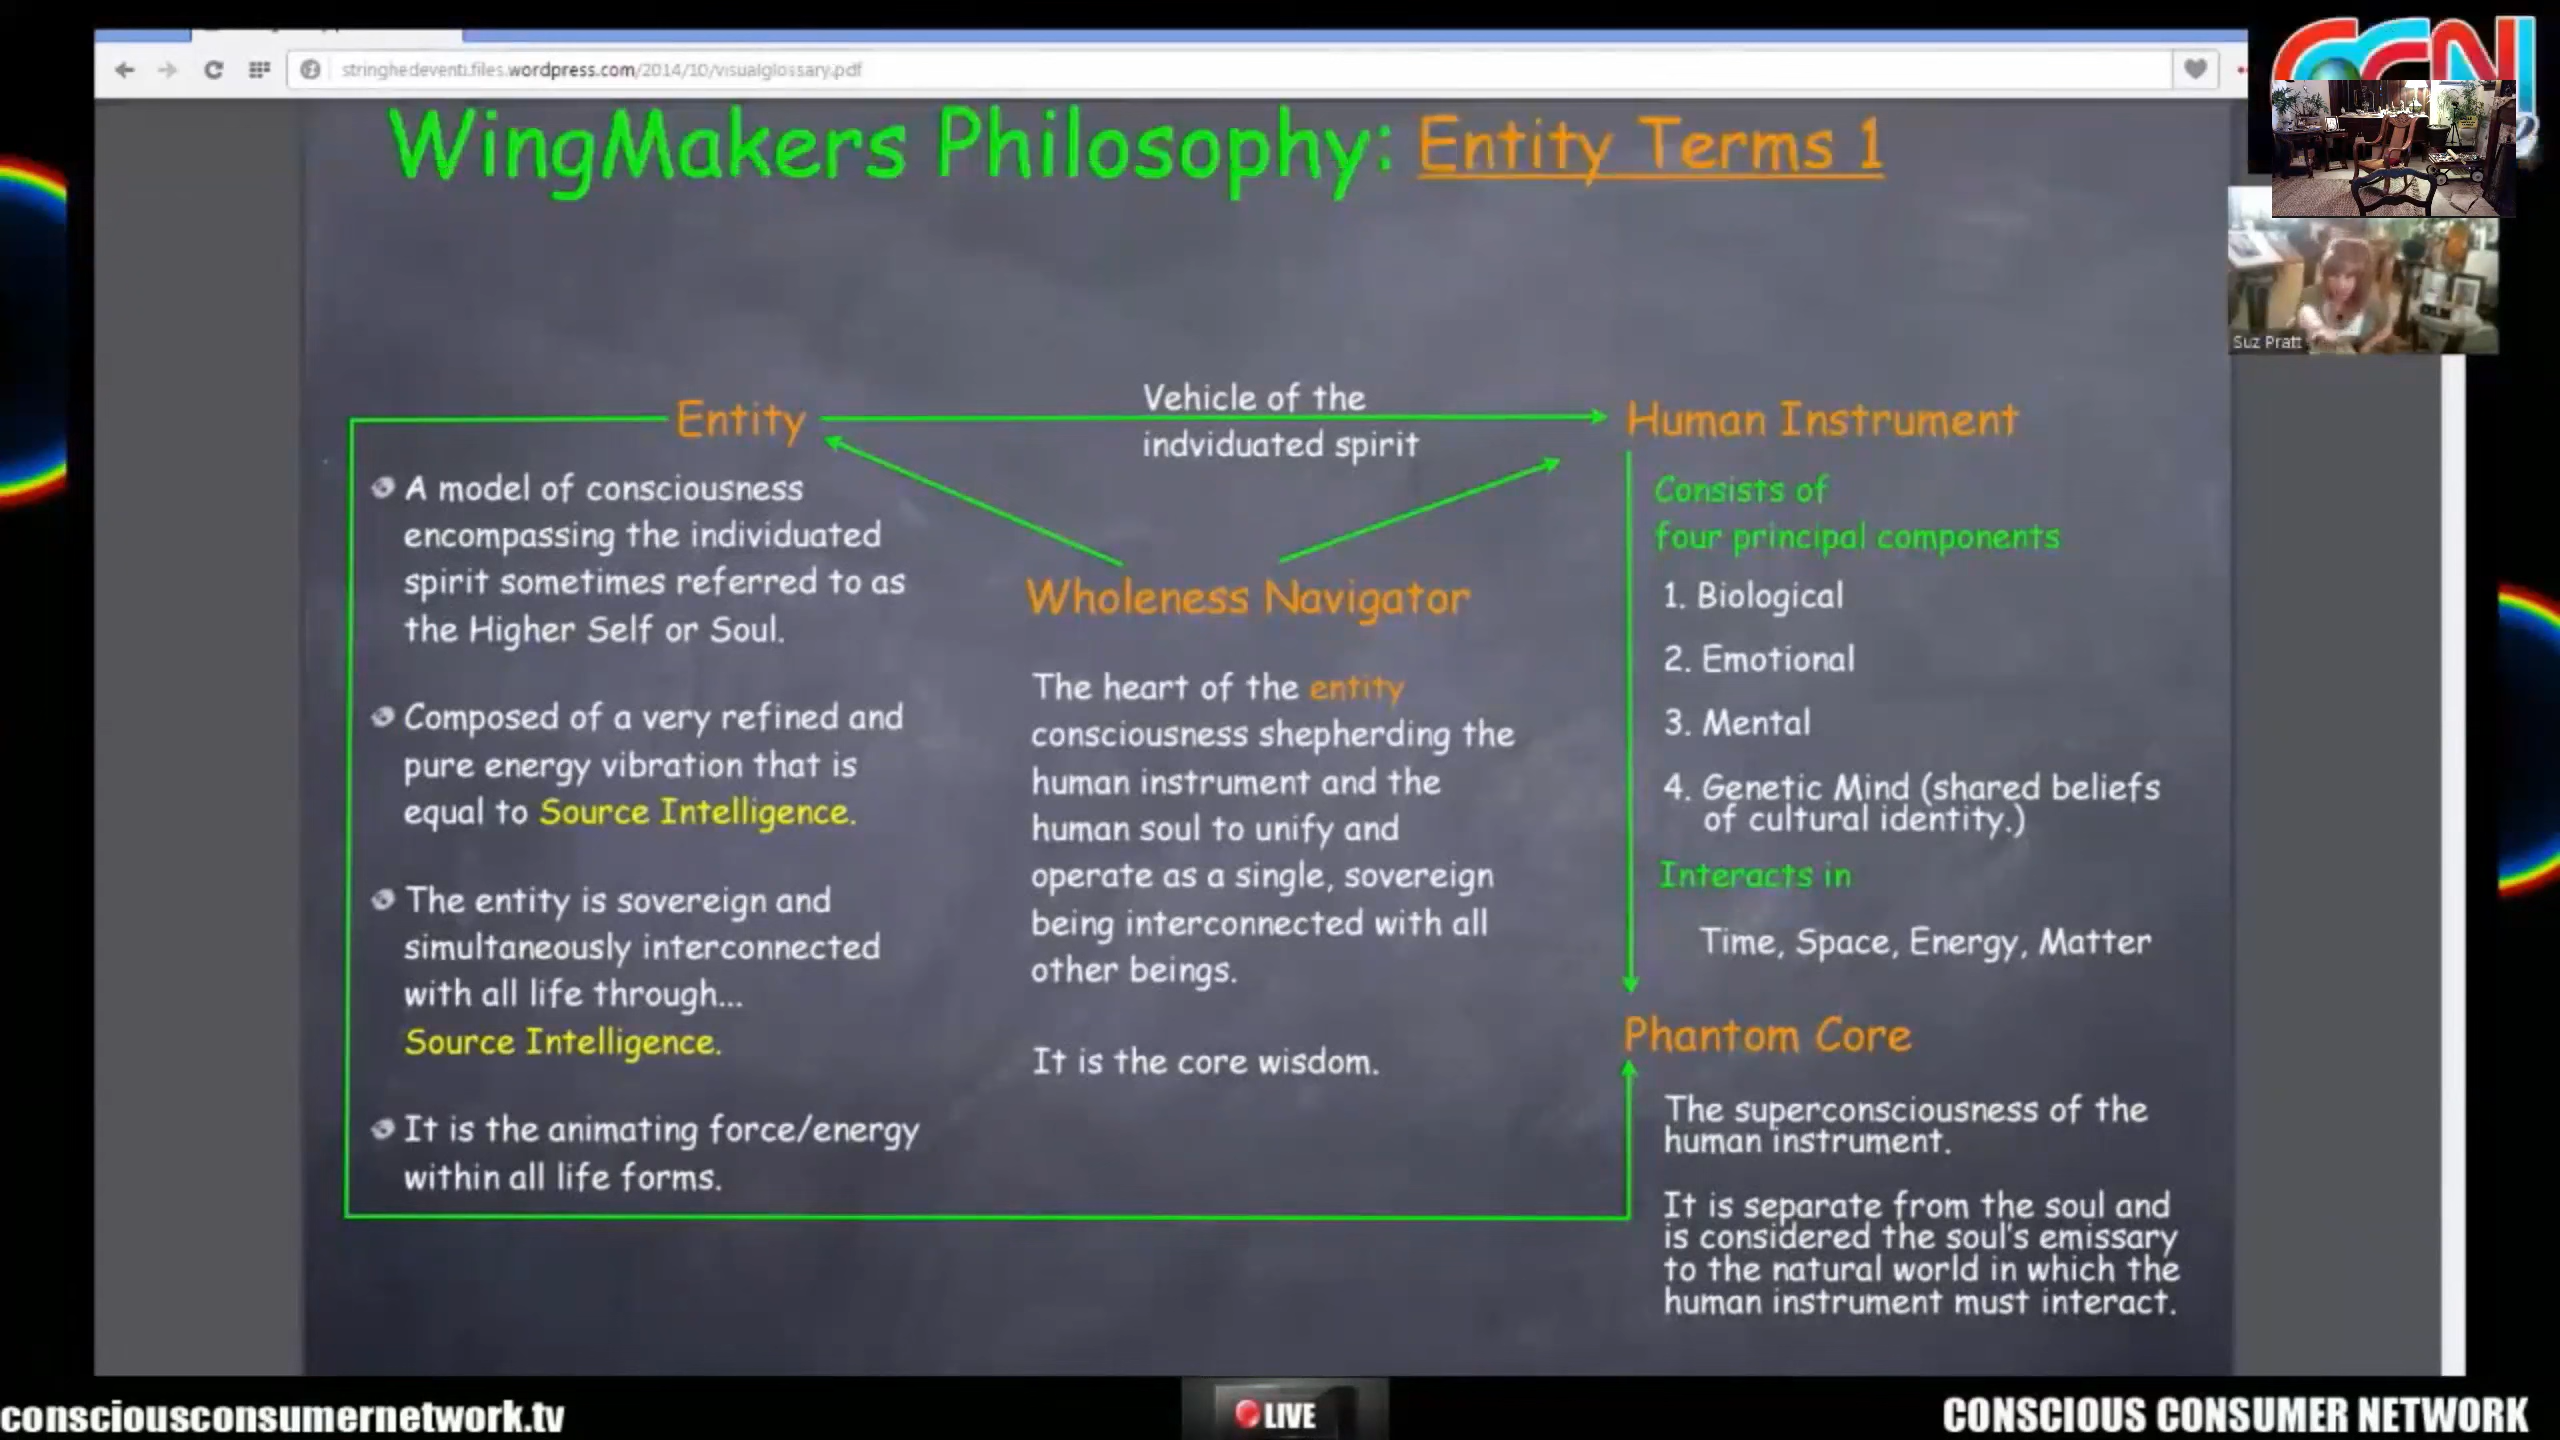 stringhedeventi.files.wordpress.com/2014/10/visualglossary.pdf
CCN
WingMakers Philosophy: Entity Terms 1
Suz Pratt
Entity
Vehicle of the
indviduated spirit
Human Instrument
A model of consciousness
encompassing the individuated
spirit sometimes referred to as
the Higher Self or Soul.
Composed of a very refined and
pure energy vibration that is
equal to Source Intelligence.
The entity is sovereign and
simultaneously interconnected
with all life through...
Source Intelligence.
It is the animating force/energy
within all life forms.
Wholeness Navigator
The heart of the entity
consciousness shepherding the
human instrument and the
human soul to unify and
operate as a single, sovereign
being interconnected with all
other beings.
It is the core wisdom.
Consists of
four principal components
1. Biological
2. Emotional
3. Mental
4. Genetic Mind (shared beliefs
of cultural identity.)
Interacts in
Time, Space, Energy, Matter
Phantom Core
The superconsciousness of the
human instrument.
It is separate from the soul and
is considered the soul's emissary
to the natural world in which the
human instrument must interact.
consciousconsumernetwork.tv
LIVE
CONSCIOUS CONSUMER NETWORK